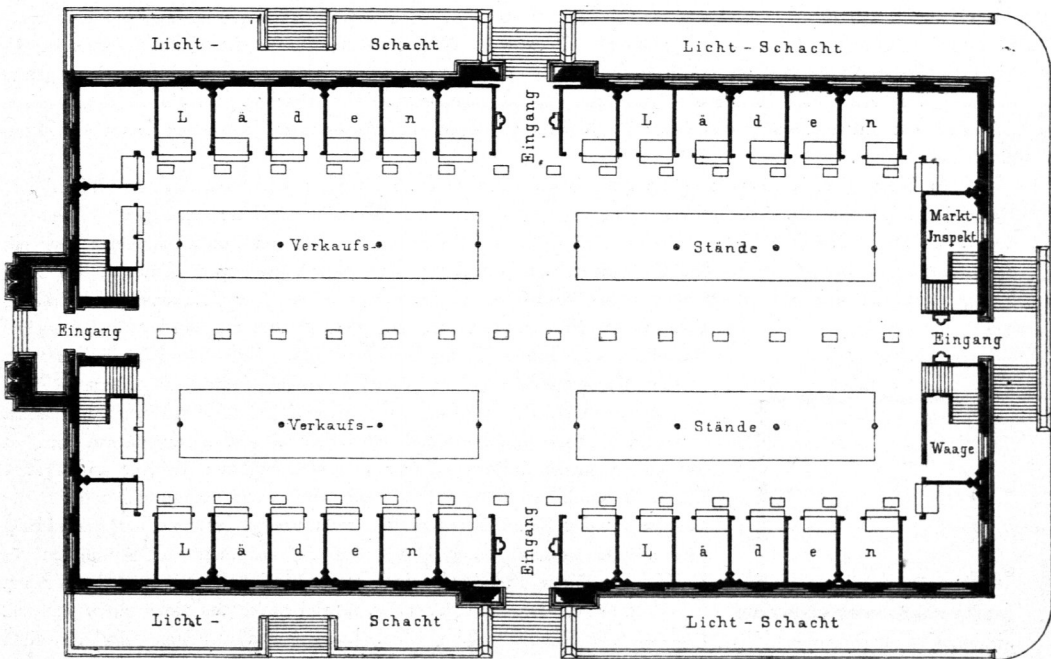 Licht - Schacht Licht - Schacht
Eingang
L ä d e n L ä d e n
Markt-
Jnspekt.
Verkaufs- Stände
Eingang Eingang
Verkaufs- Stände
Waage
Eingang
L ä d e n L ä d e n
Licht - Schacht Licht - Schacht